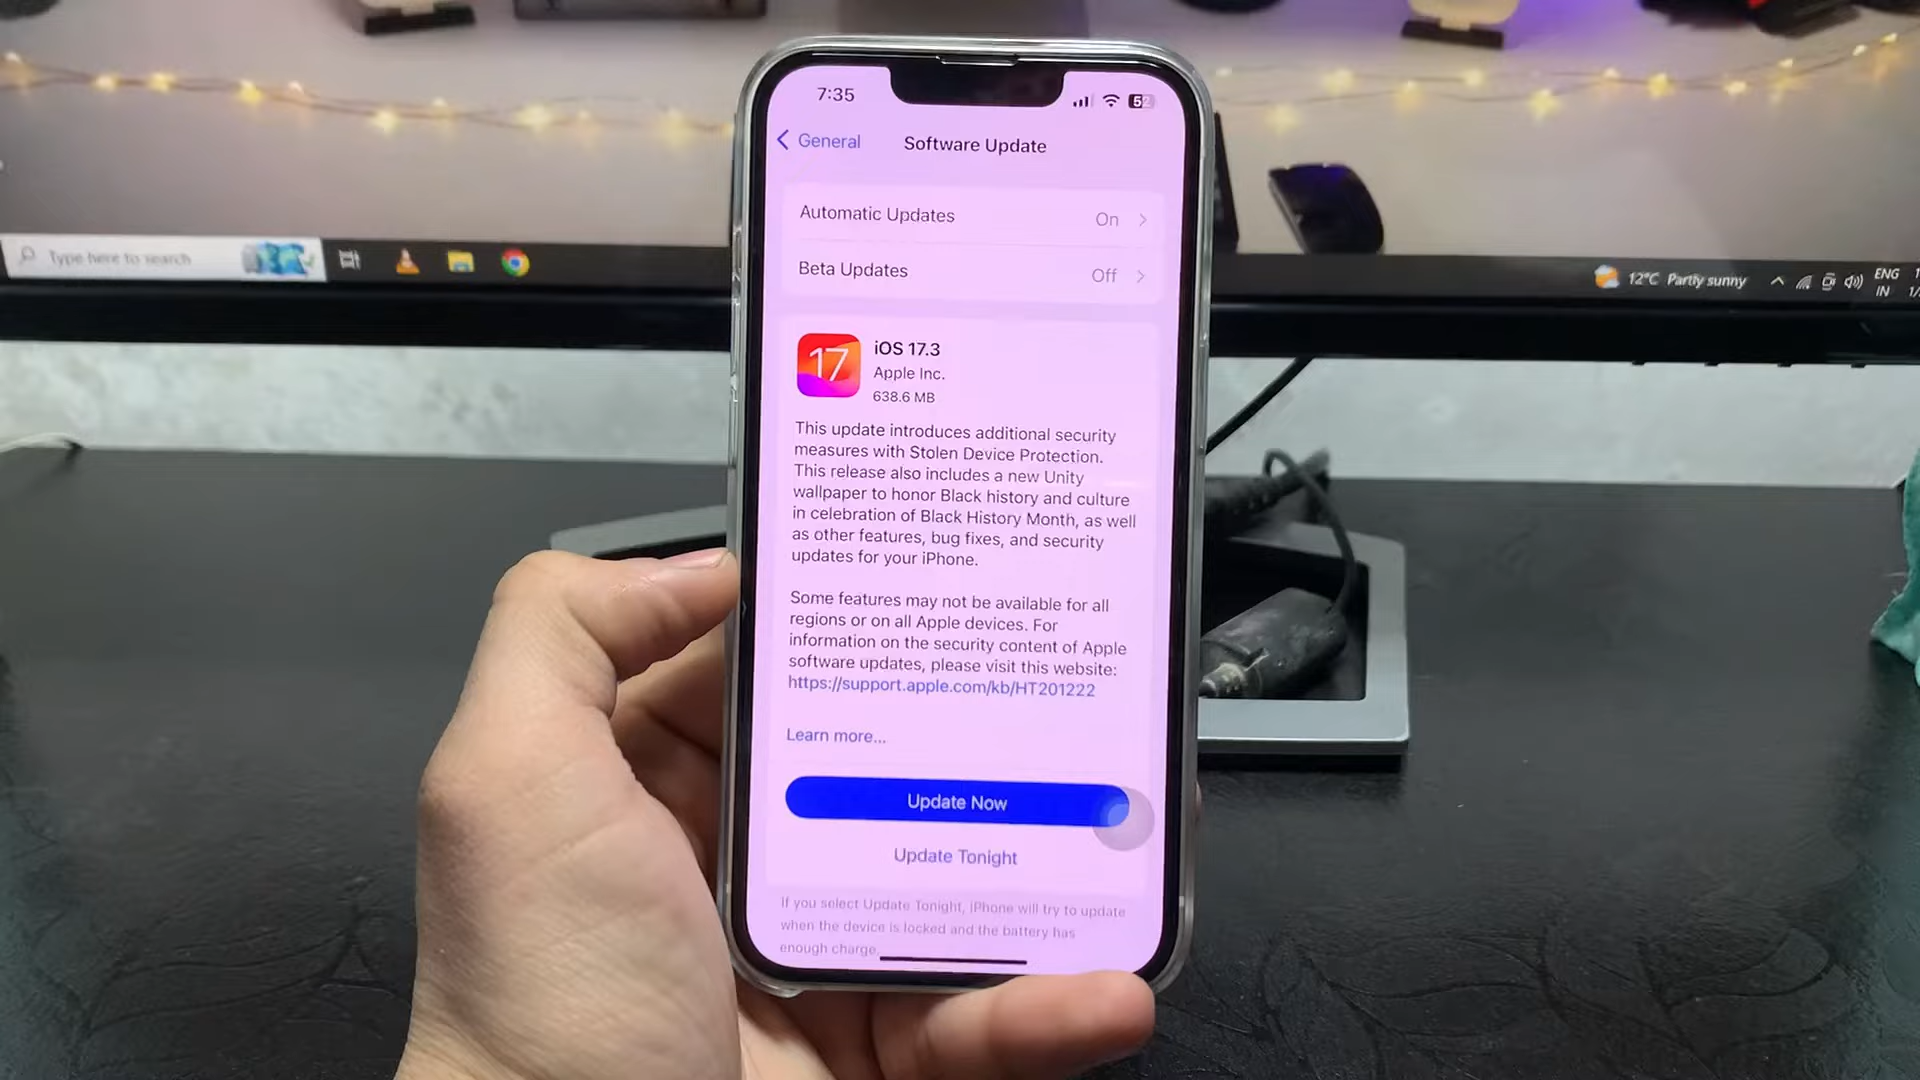 7:35
52
General
Software Update
Automatic Updates
On
Beta Updates
Off
17
iOS 17.3
Apple Inc.
638.6 MB
This update introduces additional security
measures with Stolen Device Protection.
This release also includes a new Unity
wallpaper to honor Black history and culture
in celebration of Black History Month, as well
as other features, bug fixes, and security
updates for your iPhone.
Some features may not be available for all
regions or on all Apple devices. For
information on the security content of Apple
software updates, please visit this website:
https://support.apple.com/kb/HT201222
Learn more...
Update Now
Update Tonight
If you select Update Tonight, iPhone will try to update
when the device is locked and the battery has
enough charge.
Type here to search
12°C Partly sunny
ENG
IN